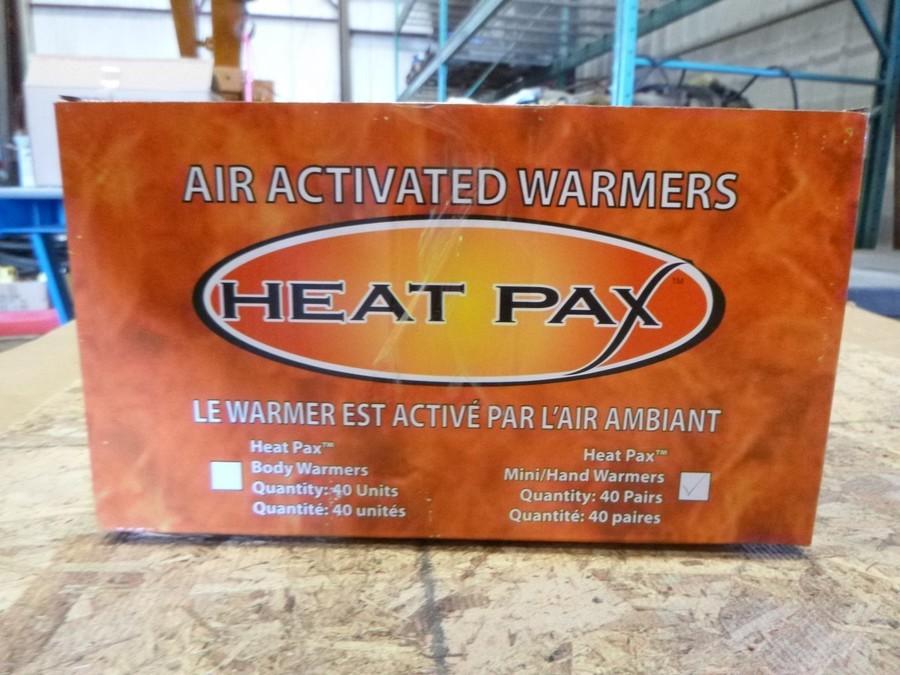 AIR ACTIVATED WARMERS
HEAT PAX™
LE WARMER EST ACTIVÉ PAR L'AIR AMBIANT
Heat Pax™
Body Warmers
Quantity: 40 Units
Quantité: 40 unités
Heat Pax™
Mini/Hand Warmers
Quantity: 40 Pairs
Quantité: 40 paires